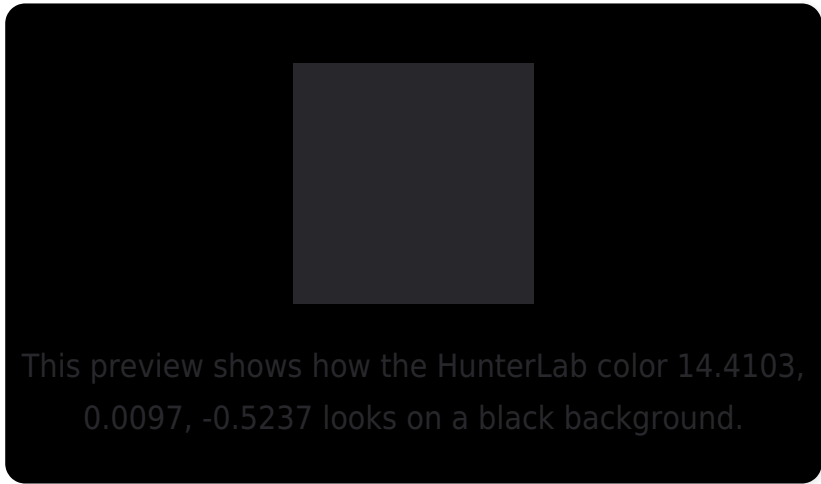 This preview shows how the HunterLab color 14.4103,
0.0097, -0.5237 looks on a black background.